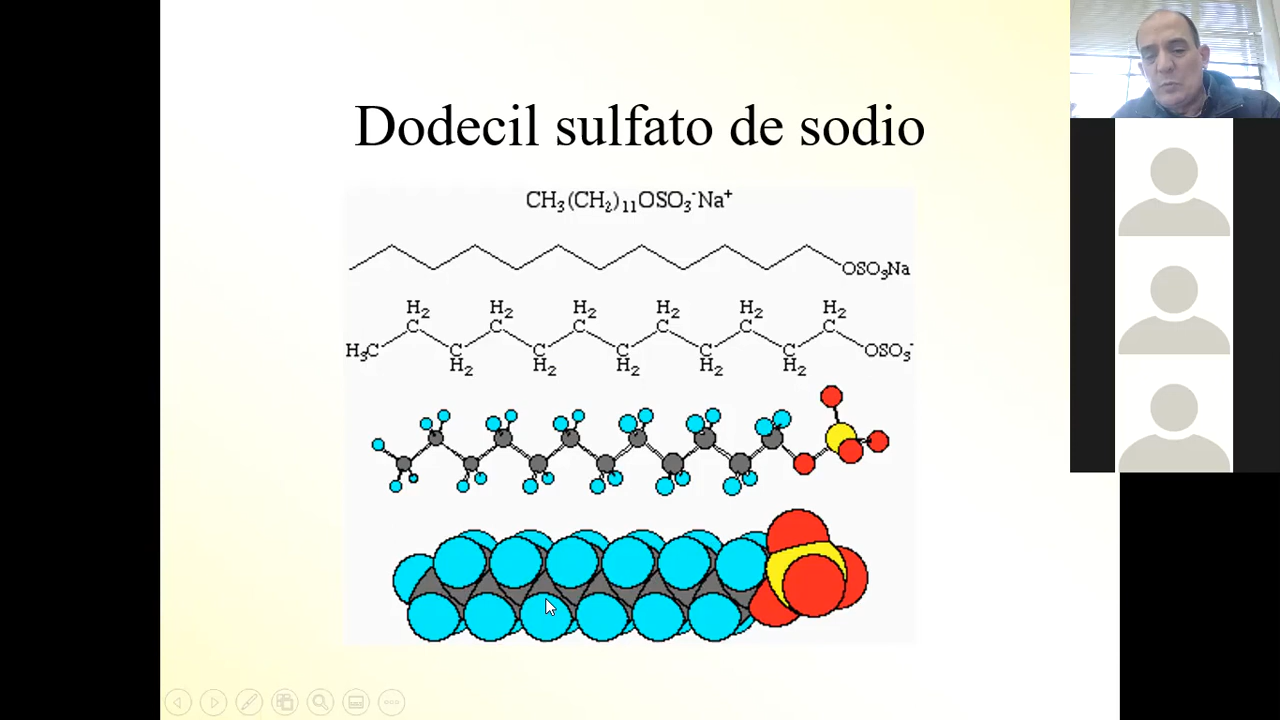 Dodecil sulfato de sodio
CH₃(CH₂)₁₁OSO₃⁻Na⁺
OSO₃Na
H₂ H₂ H₂ H₂ H₂ H₂
C C C C C C
H₃C C C C C C OSO₃⁻
H₂ H₂ H₂ H₂ H₂